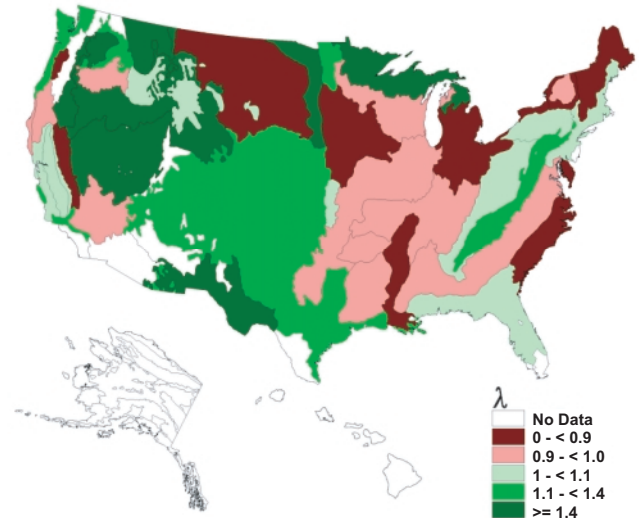 λ
No Data
0 - < 0.9
0.9 - < 1.0
1 - < 1.1
1.1 - < 1.4
>= 1.4